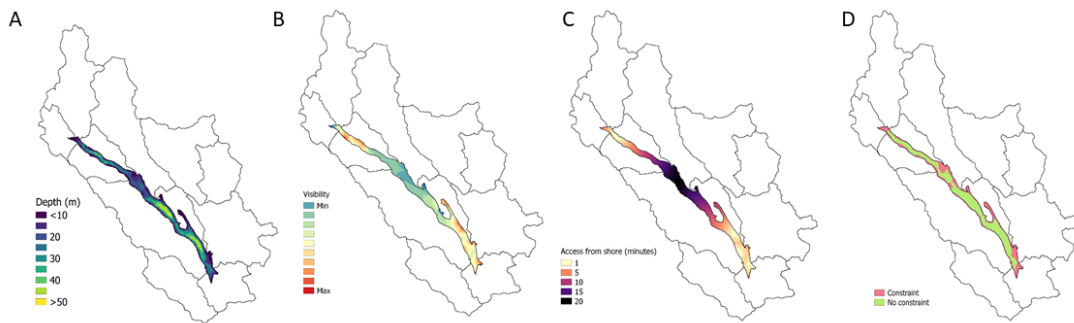 A
B
C
D
Depth (m)
<10
20
30
40
>50
Visibility
Min
Max
Access from shore (minutes)
1
5
10
15
20
Constraint
No constraint